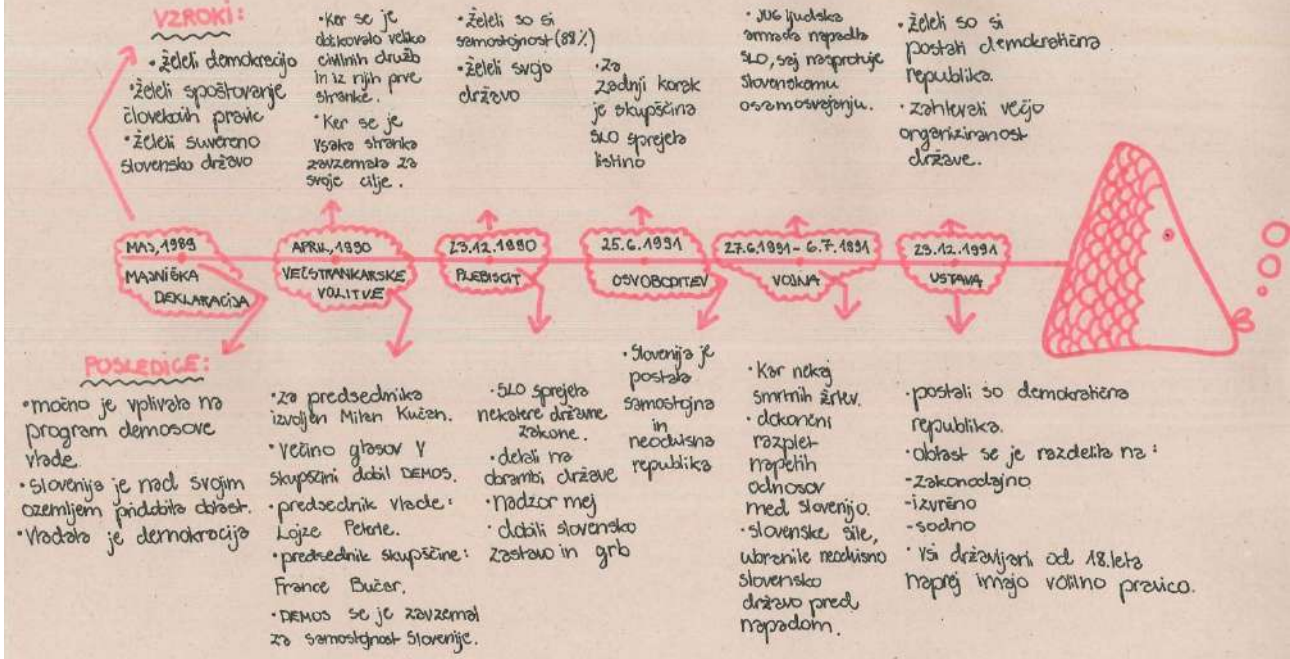 VZROKI:
• želeli demokracijo
• želeli spoštovanje
človekovih pravic
• želeli suvereno
slovensko državo
• Ker se je
oblikovalo veliko
civilnih družb
in iz njih prve
stranke.
• Ker se je
vsaka stranka
zavzemala za
svoje cilje.
• želeli so si
samostojnost (88%)
• želeli svojo
državo
• za
zadnji korak
je skupščina
SLO sprejela
listino
• JUG ljudska
armada napadla
SLO, saj nasprotuje
slovenskemu
osamosvajanju.
• želeli so si
postati demokratična
republika.
• zahtevali večjo
organiziranost
države.
MAJ, 1989
MAJNIŠKA
DEKLARACIJA
APRIL, 1990
VEČSTRANKARSKE
VOLITVE
23.12.1990
PLEBISCIT
25.6.1991
OSVOBODITEV
27.6.1991 - 6.7.1991
VOJNA
23.12.1991
USTAVA
POSLEDICE:
• močno je vplivala na
program demosove
vlade.
• Slovenija je nad svojim
ozemljem pridobila oblast.
• Vladala je demokracija
• za predsednika
izvoljen Milan Kučan.
• Večino glasov v
skupščini dobil DEMOS.
• predsednik vlade:
Lojze Peterle.
• predsednik skupščine:
France Bučar.
• DEMOS se je zavzemal
za samostojnost Slovenije.
• SLO sprejela
nekatere državne
zakone.
• delali na
obrambi države
• nadzor mej
• dobili slovensko
zastavo in grb
• Slovenija je
postala
samostojna
in
neodvisna
republika
• Kar nekaj
smrtnih žrtev.
• dokončni
razplet
napetih
odnosov
med slovenijo.
• slovenske sile,
ubranile neodvisno
slovensko
državo pred
napadom.
• postali so demokratična
republika.
• oblast se je razdelila na:
-zakonodajno
-izvršno
-sodno
• vsi državljani od 18.leta
naprej imajo volilno pravico.